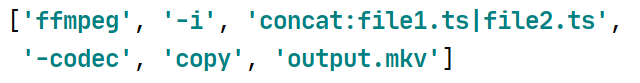 ['ffmpeg', '-i', 'concat:file1.ts|file2.ts',
'-codec', 'copy', 'output.mkv']